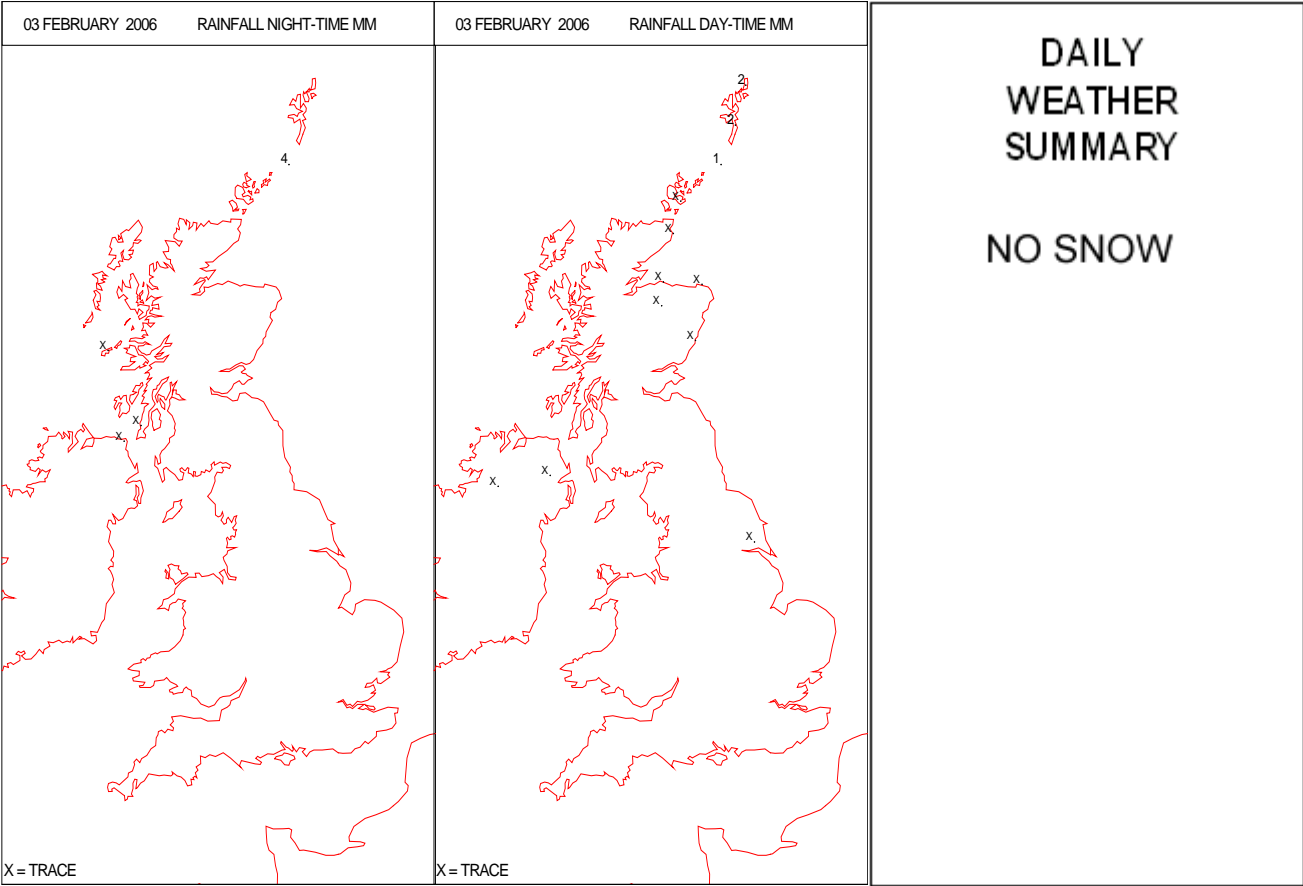 03 FEBRUARY 2006 RAINFALL NIGHT-TIME MM
4.
X.
X.
X.
X = TRACE
03 FEBRUARY 2006 RAINFALL DAY-TIME MM
2.
2.
1.
X.
X.
X. X.
X.
X.
X.
X.
X.
X = TRACE
DAILY
WEATHER
SUMMARY
NO SNOW